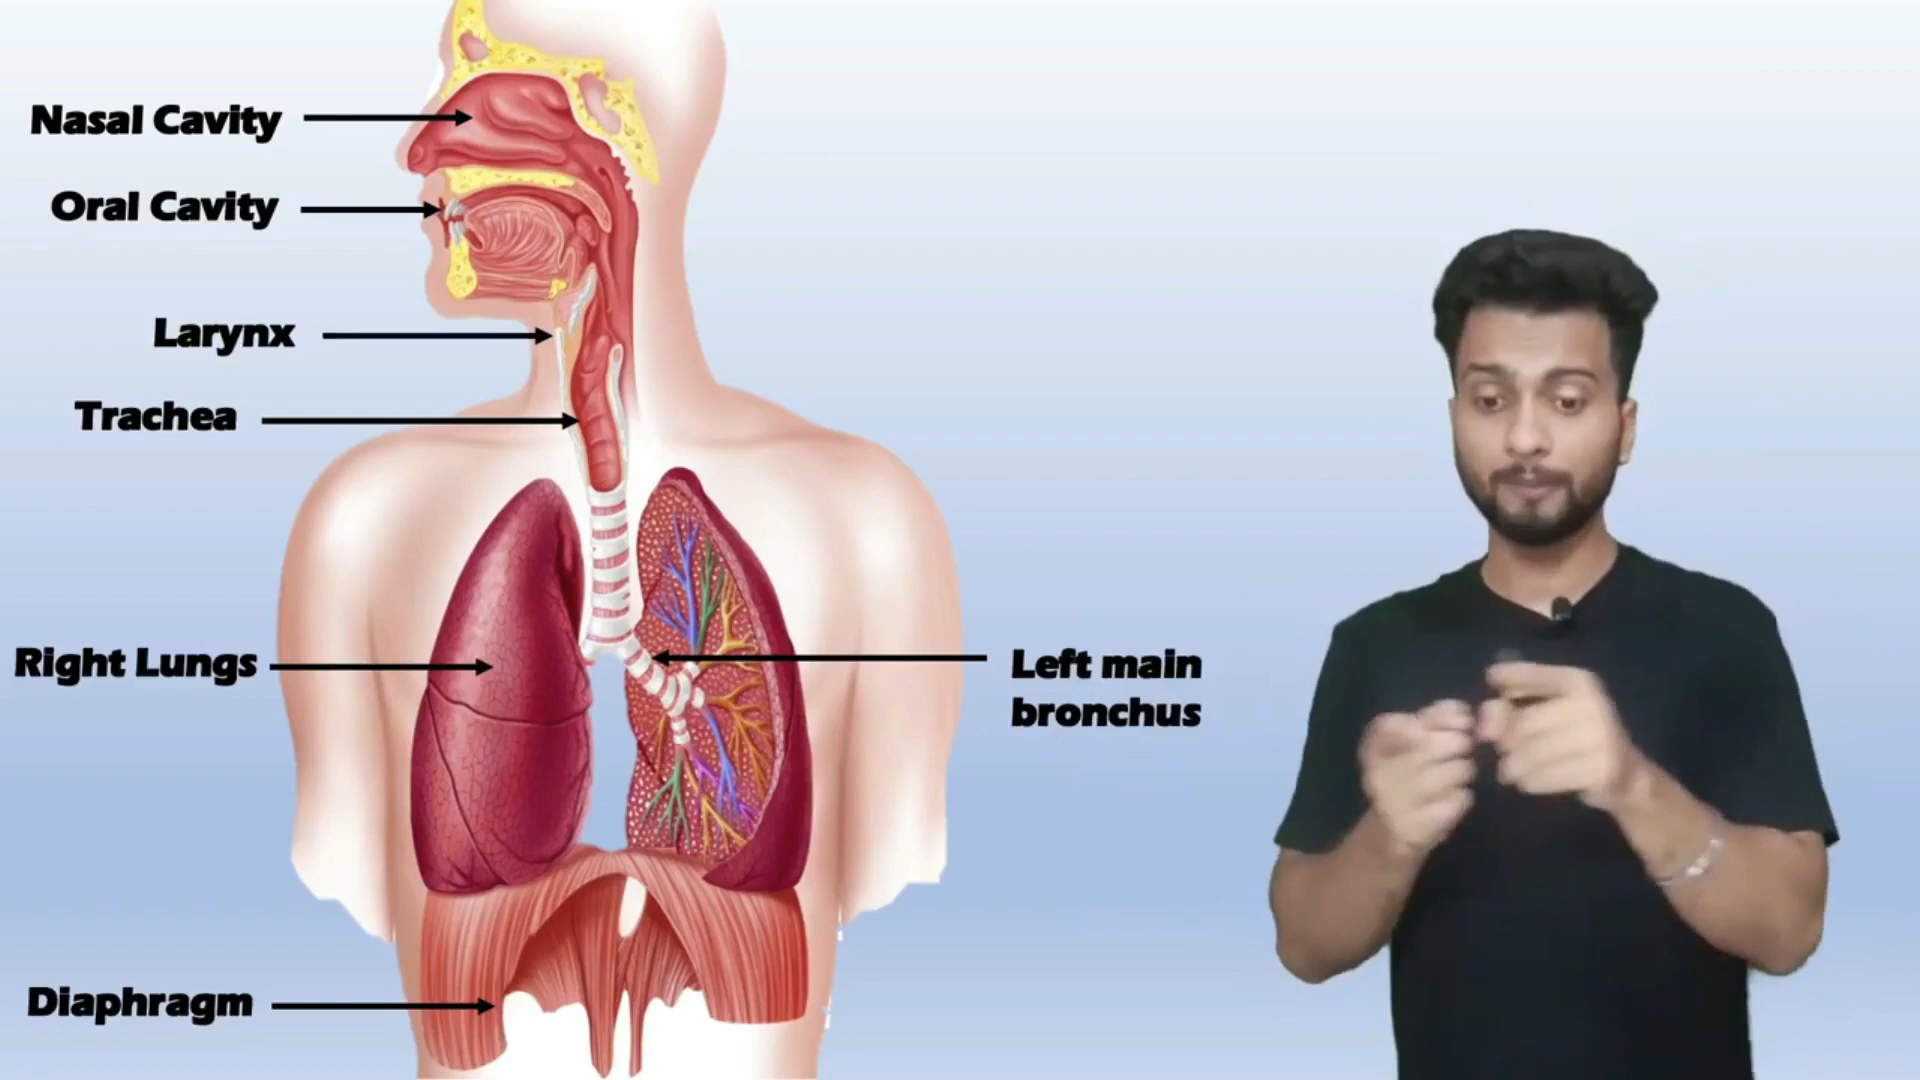 Nasal Cavity
Oral Cavity
Larynx
Trachea
Right Lungs
Left main
bronchus
Diaphragm